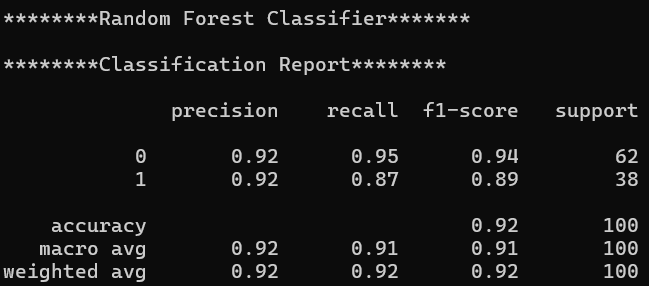 ********Random Forest Classifier*******
********Classification Report********
precision recall f1-score support
0 0.92 0.95 0.94 62
1 0.92 0.87 0.89 38
accuracy 0.92 100
macro avg 0.92 0.91 0.91 100
weighted avg 0.92 0.92 0.92 100